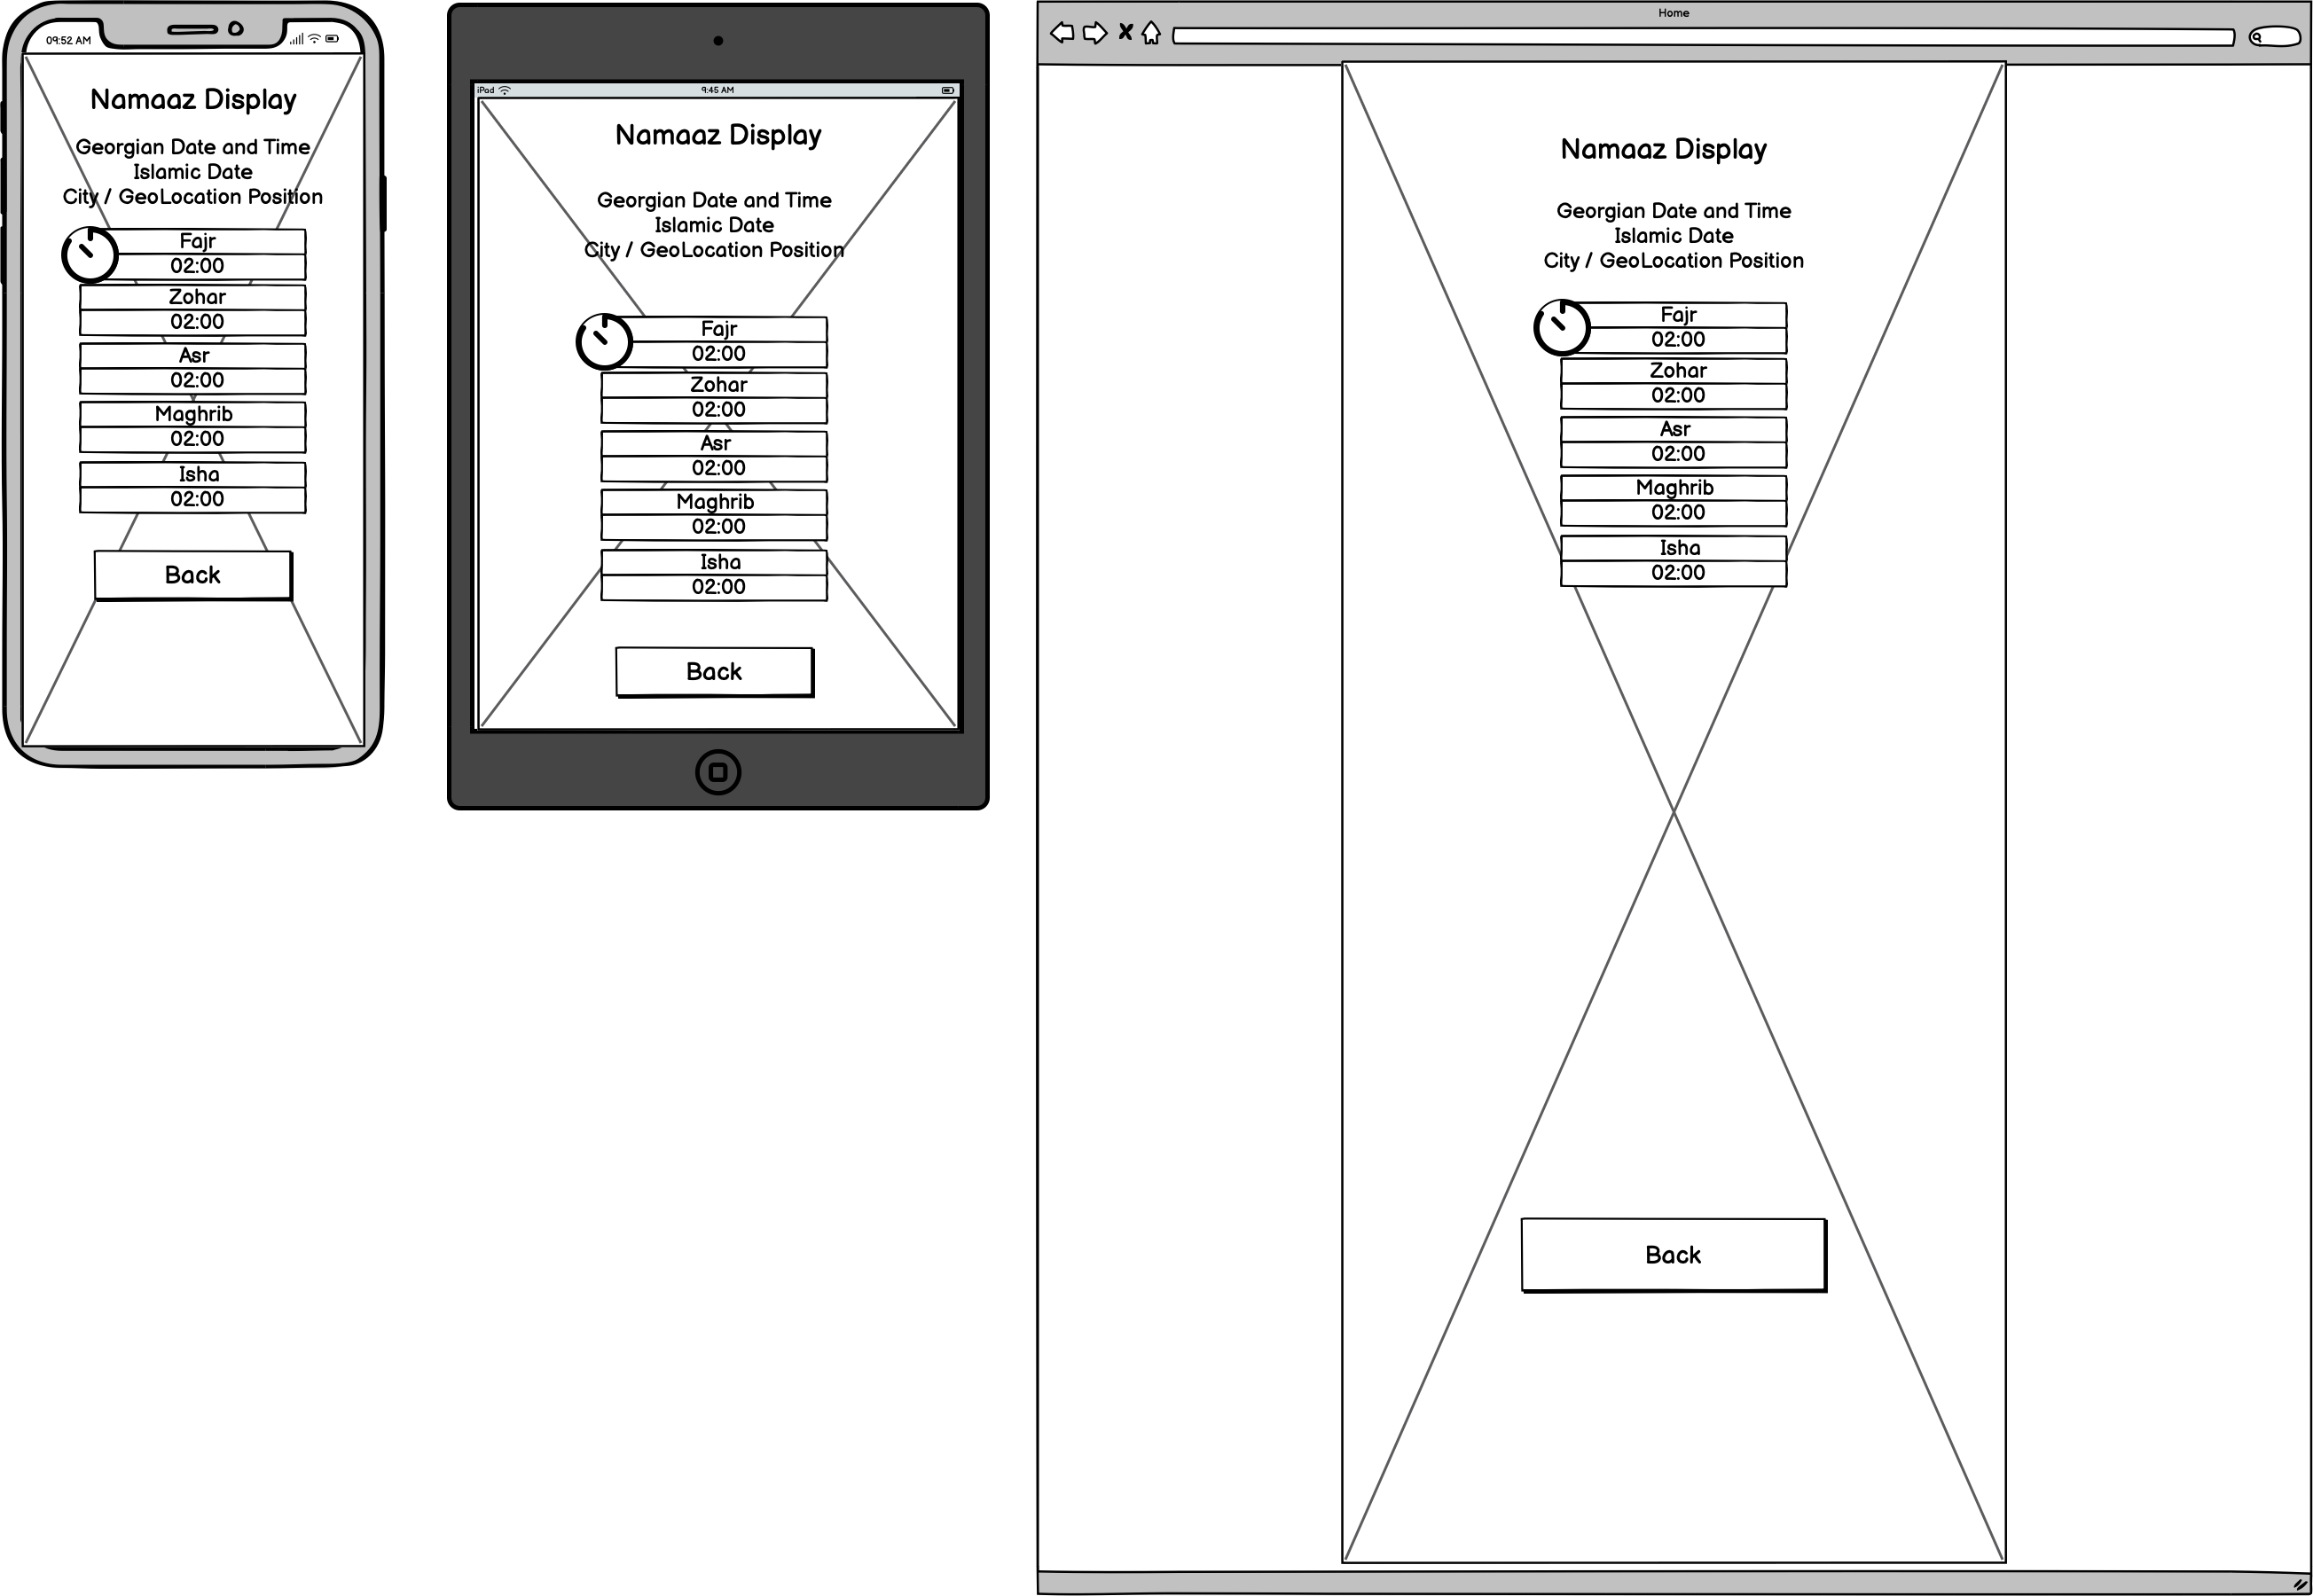 09:52 AM
Namaaz Display
Georgian Date and Time
Islamic Date
City / GeoLocation Position
Fajr
02:00
Zohar
02:00
Asr
02:00
Maghrib
02:00
Isha
02:00
Back
iPad
9:45 AM
Namaaz Display
Georgian Date and Time
Islamic Date
City / GeoLocation Position
Fajr
02:00
Zohar
02:00
Asr
02:00
Maghrib
02:00
Isha
02:00
Back
Home
Namaaz Display
Georgian Date and Time
Islamic Date
City / GeoLocation Position
Fajr
02:00
Zohar
02:00
Asr
02:00
Maghrib
02:00
Isha
02:00
Back